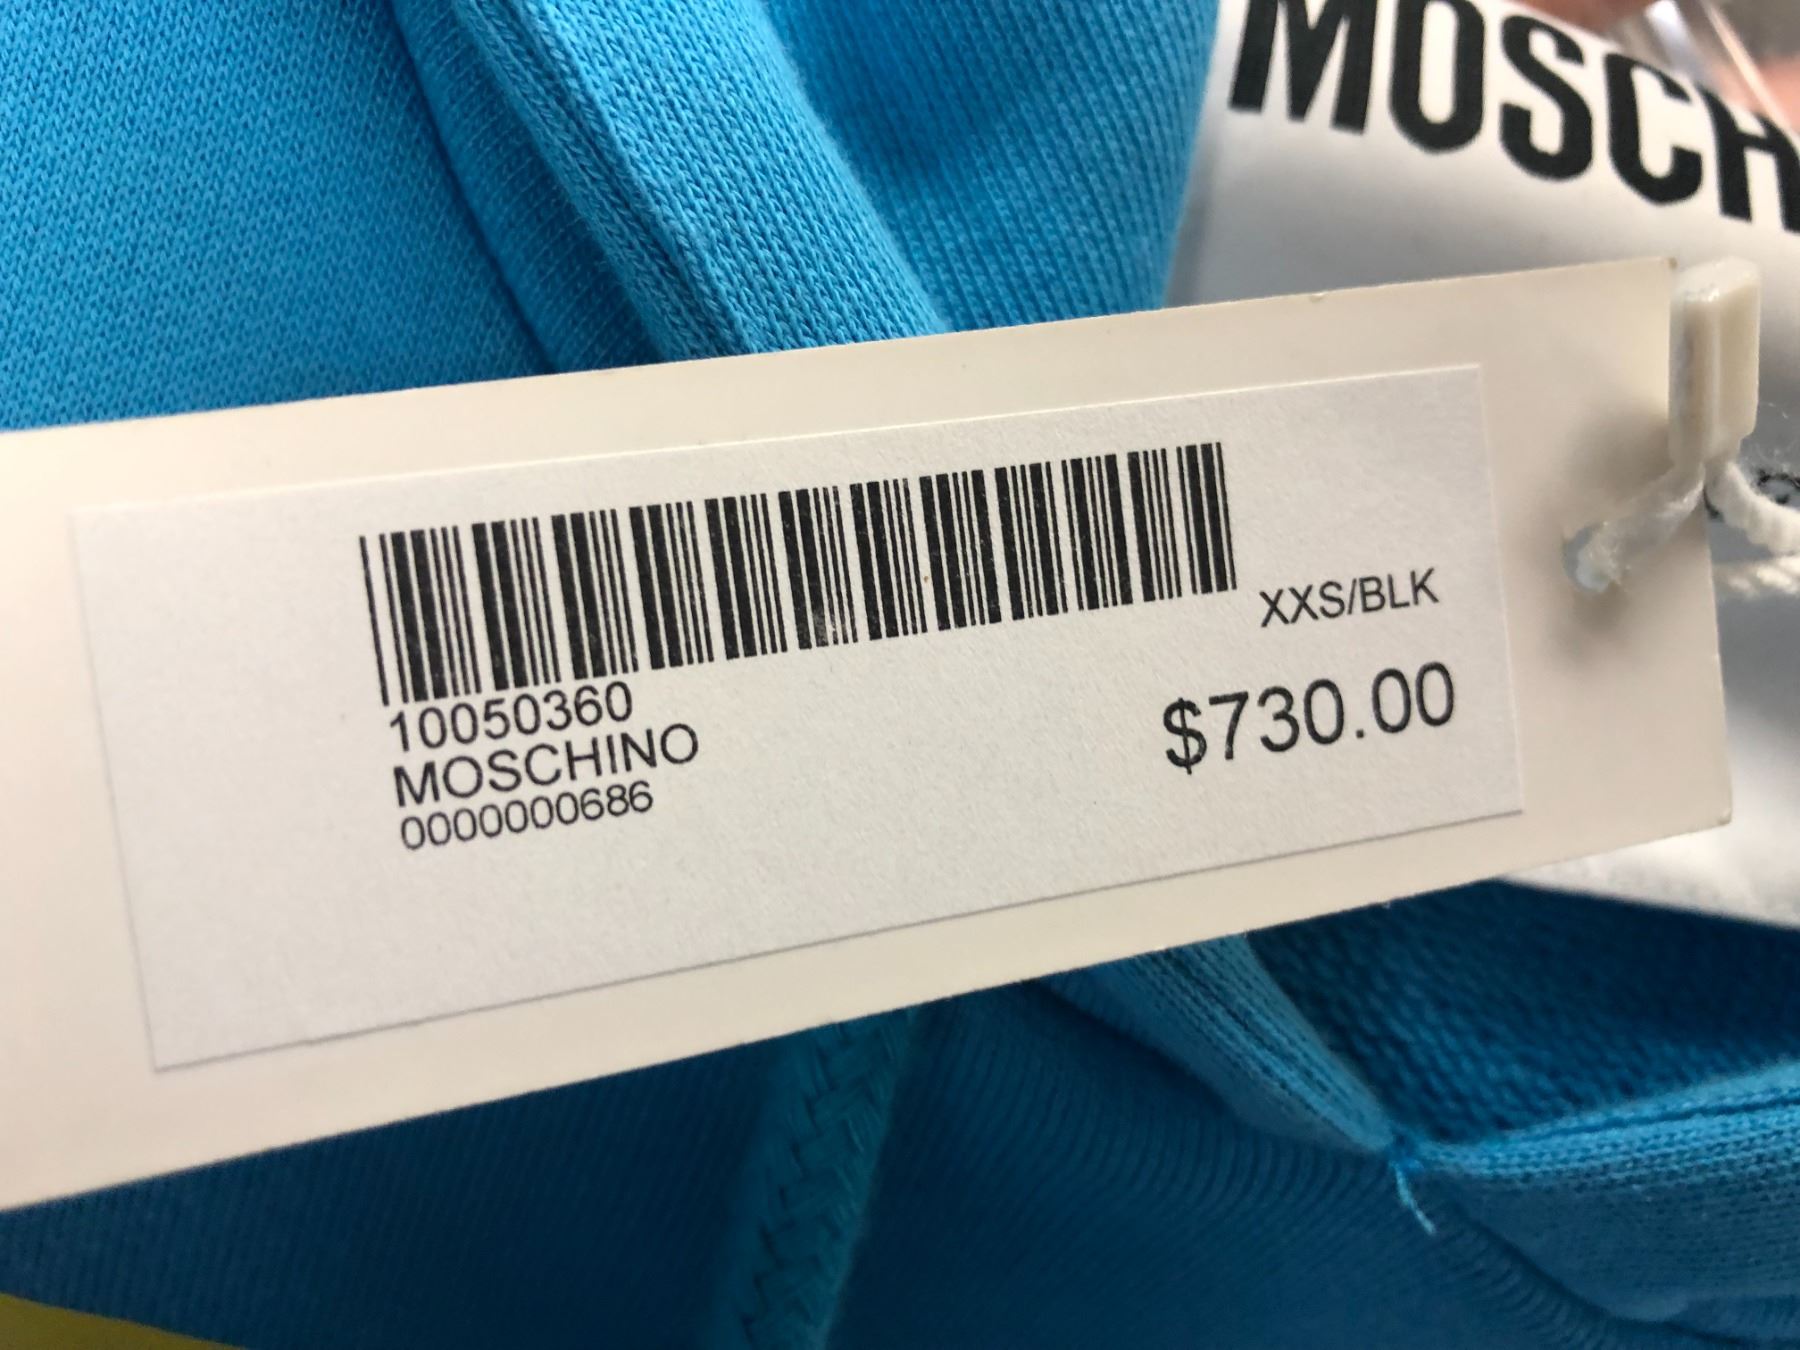 MOSCH
XXS/BLK
10050360
$730.00
MOSCHINO
0000000686